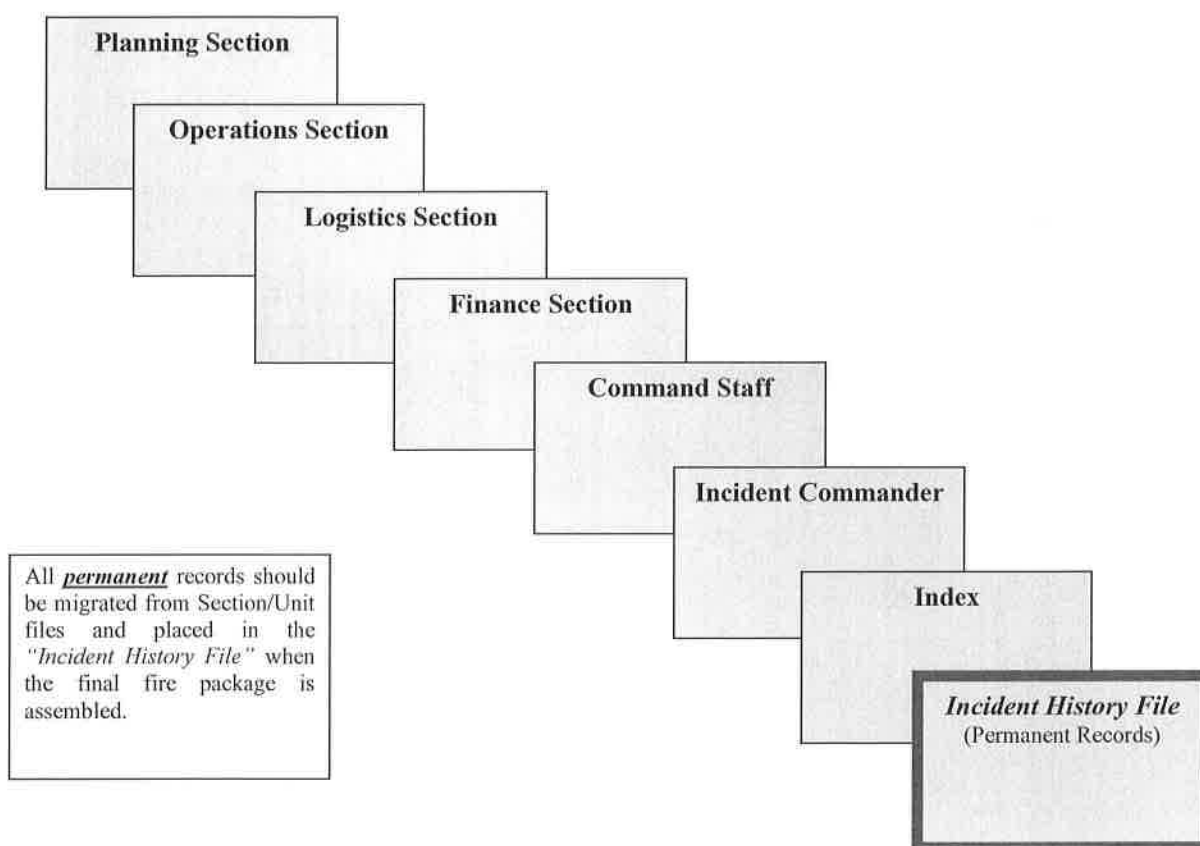 Planning Section
Operations Section
Logistics Section
Finance Section
Command Staff
Incident Commander
Index
All permanent records should
be migrated from Section/Unit
files and placed in the
"Incident History File" when
the final fire package is
assembled.
Incident History File
(Permanent Records)